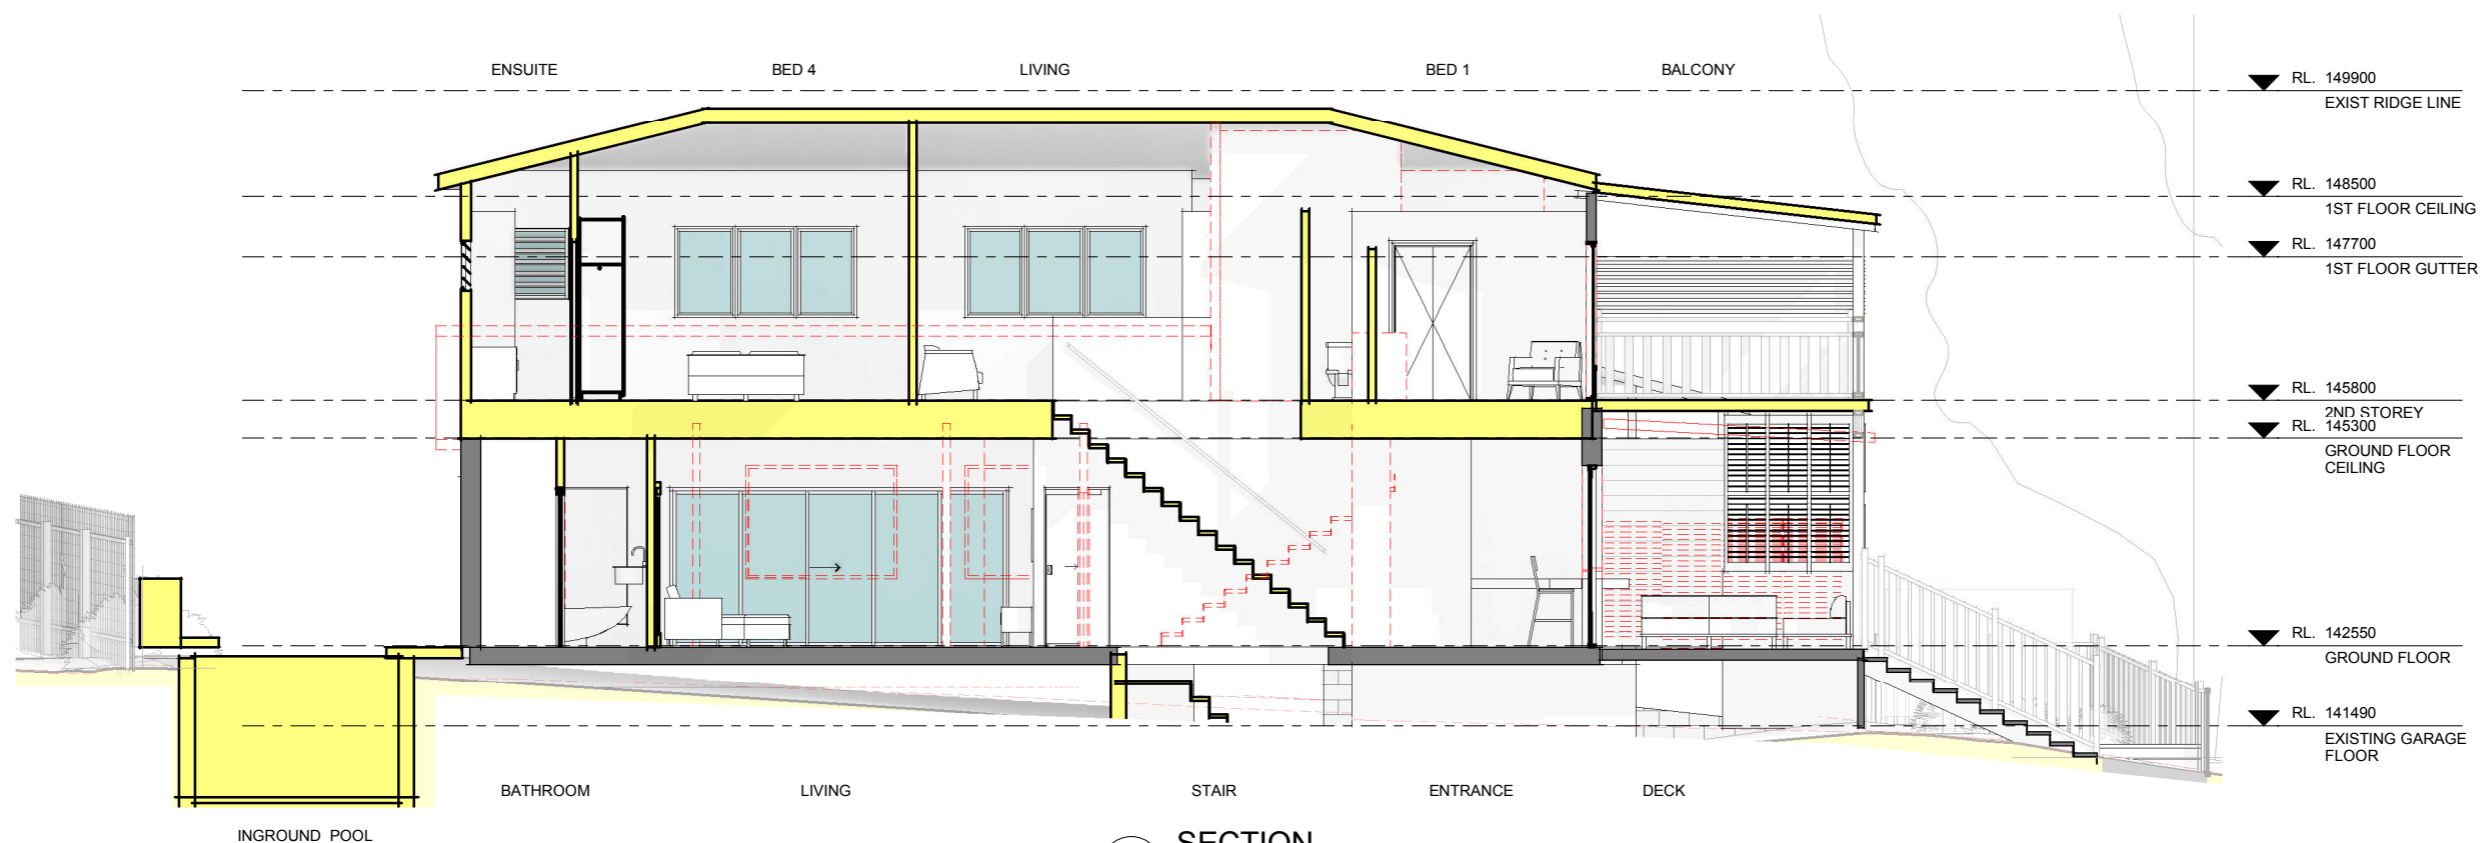 ENSUITE
BED 4
LIVING
BED 1
BALCONY
RL. 149900
EXIST RIDGE LINE
RL. 148500
1ST FLOOR CEILING
RL. 147700
1ST FLOOR GUTTER
RL. 145800
2ND STOREY
RL. 145300
GROUND FLOOR
CEILING
RL. 142550
GROUND FLOOR
RL. 141490
EXISTING GARAGE
FLOOR
BATHROOM
LIVING
STAIR
ENTRANCE
DECK
INGROUND POOL
SECTION